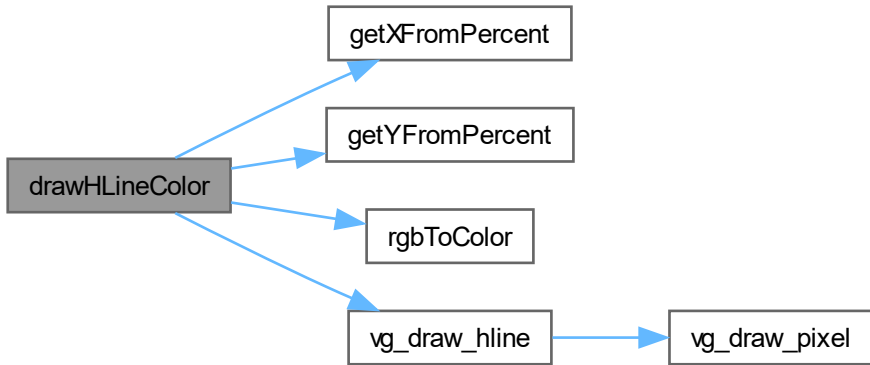 getXFromPercent
getYFromPercent
drawHLineColor
rgbToColor
vg_draw_hline
vg_draw_pixel